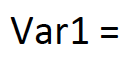 Var1 =